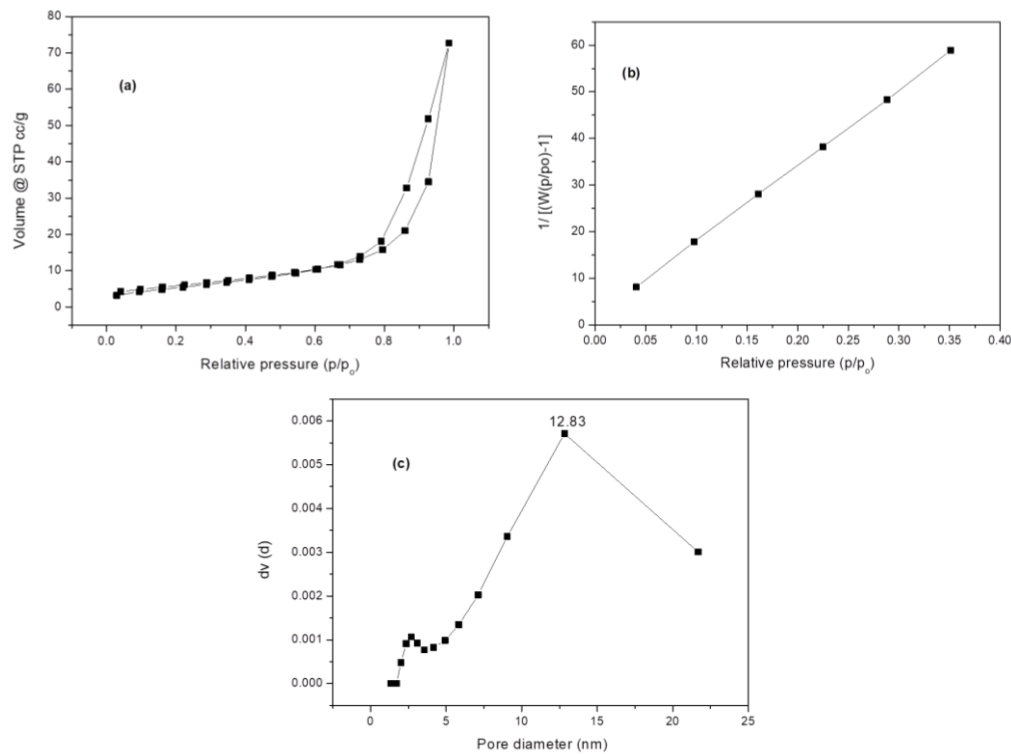 80
70
60
50
40
30
20
10
0
(a)
Volume @ STP cc/g
0.0 0.2 0.4 0.6 0.8 1.0
Relative pressure (p/pₒ)
60
50
40
30
20
10
0
(b)
1/ [(W(p/po)-1]
0.00 0.05 0.10 0.15 0.20 0.25 0.30 0.35 0.40
Relative pressure (p/pₒ)
0.006
0.005
0.004
0.003
0.002
0.001
0.000
12.83
(c)
dv (d)
0 5 10 15 20 25
Pore diameter (nm)